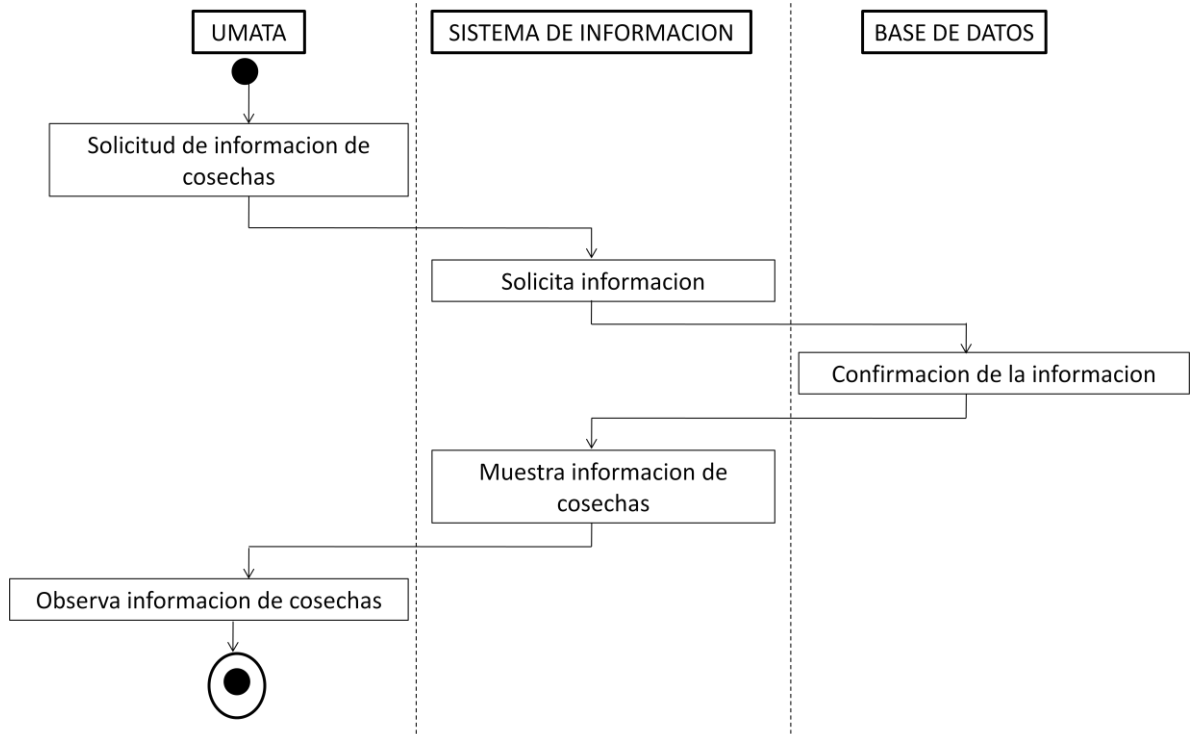 UMATA
SISTEMA DE INFORMACION
BASE DE DATOS
Solicitud de informacion de
cosechas
Solicita informacion
Confirmacion de la informacion
Muestra informacion de
cosechas
Observa informacion de cosechas